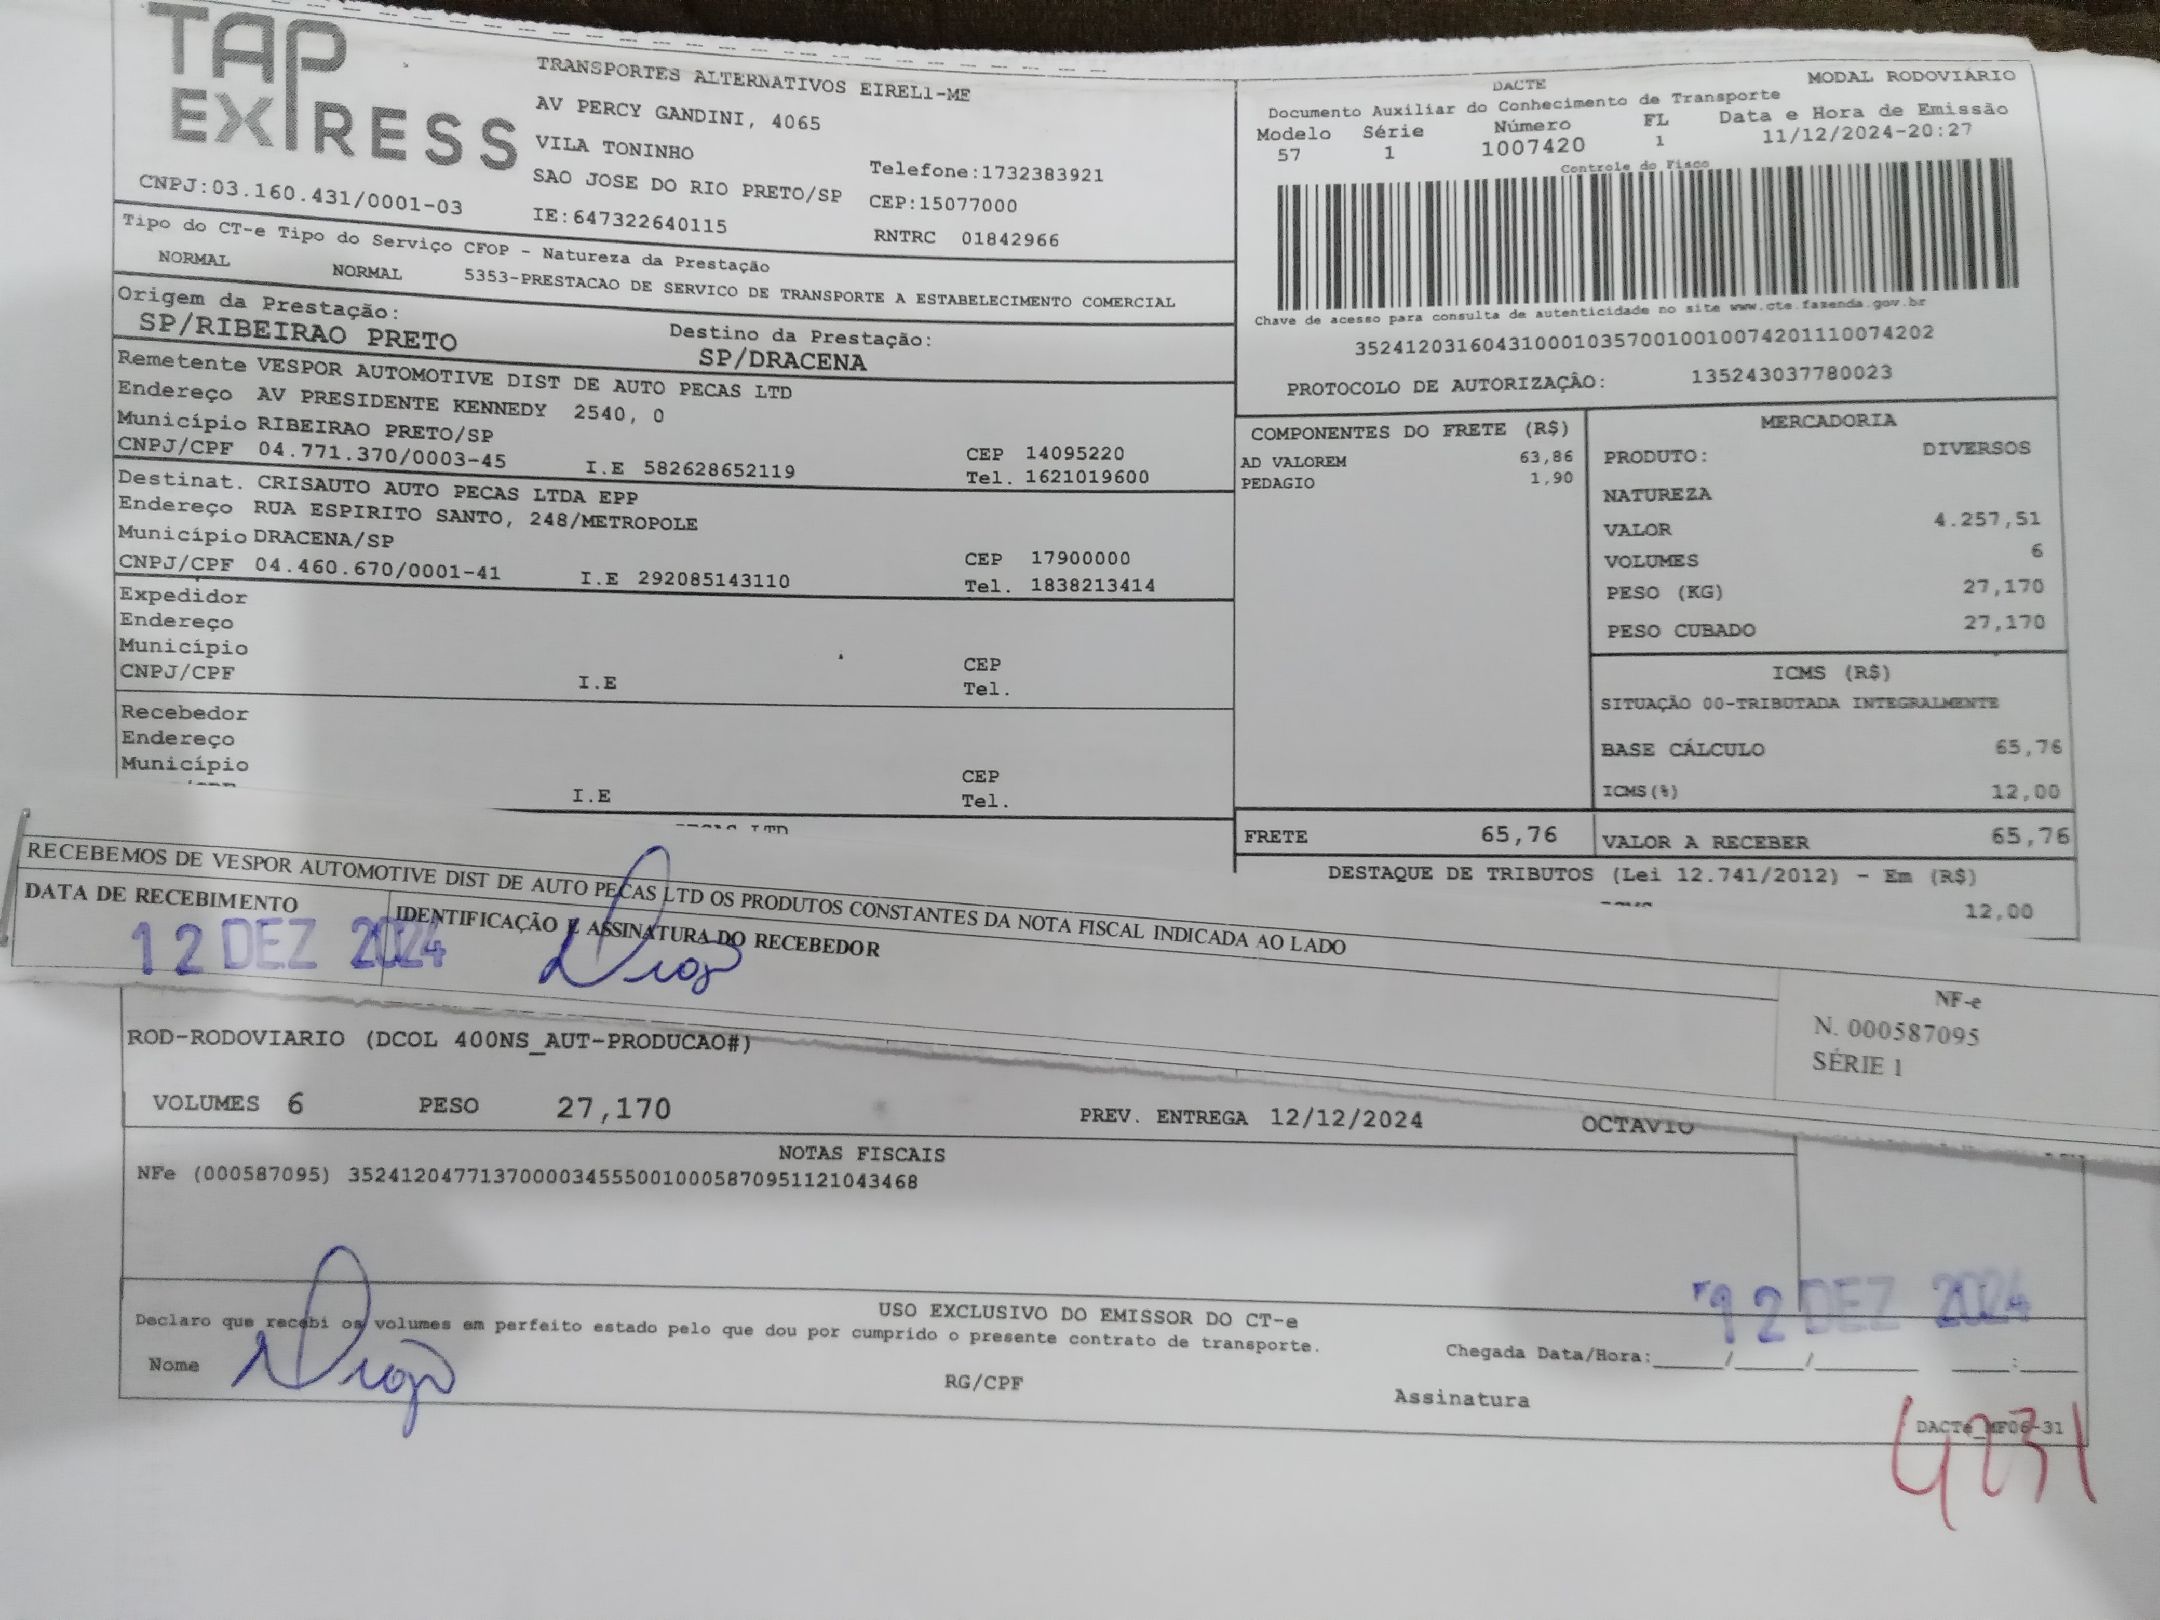 TAP
EXPRESS
TRANSPORTES ALTERNATIVOS EIREL1-ME
AV PERCY GANDINI, 4065
VILA TONINHO
SAO JOSE DO RIO PRETO/SP
Telefone:1732383921
CEP:15077000
CNPJ:03.160.431/0001-03
IE:647322640115
RNTRC 01842966
Tipo do CT-e Tipo do Serviço CFOP - Natureza da Prestação
NORMAL NORMAL 5353-PRESTACAO DE SERVICO DE TRANSPORTE A ESTABELECIMENTO COMERCIAL
Origem da Prestação:
SP/RIBEIRAO PRETO
Destino da Prestação:
SP/DRACENA
Remetente VESPOR AUTOMOTIVE DIST DE AUTO PECAS LTD
Endereço AV PRESIDENTE KENNEDY 2540, 0
Município RIBEIRAO PRETO/SP CEP 14095220
CNPJ/CPF 04.771.370/0003-45 I.E 582628652119 Tel. 1621019600
Destinat. CRISAUTO AUTO PECAS LTDA EPP
Endereço RUA ESPIRITO SANTO, 248/METROPOLE
Município DRACENA/SP CEP 17900000
CNPJ/CPF 04.460.670/0001-41 I.E 292085143110 Tel. 1838213414
Expedidor
Endereço
Município CEP
CNPJ/CPF I.E Tel.
Recebedor
Endereço
Município CEP
I.E Tel.
DACTE
MODAL RODOVIÁRIO
Documento Auxiliar do Conhecimento de Transporte
Modelo Série Número FL Data e Hora de Emissão
57 1 1007420 1 11/12/2024-20:27
Controle do Fisco
Chave de acesso para consulta de autenticidade no site www.cte.fazenda.gov.br
35241203160431000103570010010074201110074202
PROTOCOLO DE AUTORIZAÇÃO: 135243037780023
COMPONENTES DO FRETE (R$)
AD VALOREM 63,86
PEDAGIO 1,90
MERCADORIA
PRODUTO: DIVERSOS
NATUREZA
VALOR 4.257,51
VOLUMES 6
PESO (KG) 27,170
PESO CUBADO 27,170
ICMS (R$)
SITUAÇÃO 00-TRIBUTADA INTEGRALMENTE
BASE CÁLCULO 65,76
ICMS(%) 12,00
FRETE 65,76 VALOR A RECEBER 65,76
DESTAQUE DE TRIBUTOS (Lei 12.741/2012) - Em (R$)
12,00
RECEBEMOS DE VESPOR AUTOMOTIVE DIST DE AUTO PECAS LTD OS PRODUTOS CONSTANTES DA NOTA FISCAL INDICADA AO LADO
DATA DE RECEBIMENTO
IDENTIFICAÇÃO E ASSINATURA DO RECEBEDOR
12 DEZ 2024
NF-e
N. 000587095
SÉRIE 1
ROD-RODOVIARIO (DCOL 400NS_AUT-PRODUCAO#)
VOLUMES 6 PESO 27,170 PREV. ENTREGA 12/12/2024 OCTAVIO
NOTAS FISCAIS
NFe (000587095) 35241204771370000345550010005870951121043468
USO EXCLUSIVO DO EMISSOR DO CT-e
12 DEZ 2024
Declaro que recebi os volumes em perfeito estado pelo que dou por cumprido o presente contrato de transporte.
Chegada Data/Hora:____/____/______ ____:____
Nome RG/CPF Assinatura
DACTe_MF06-31
4231